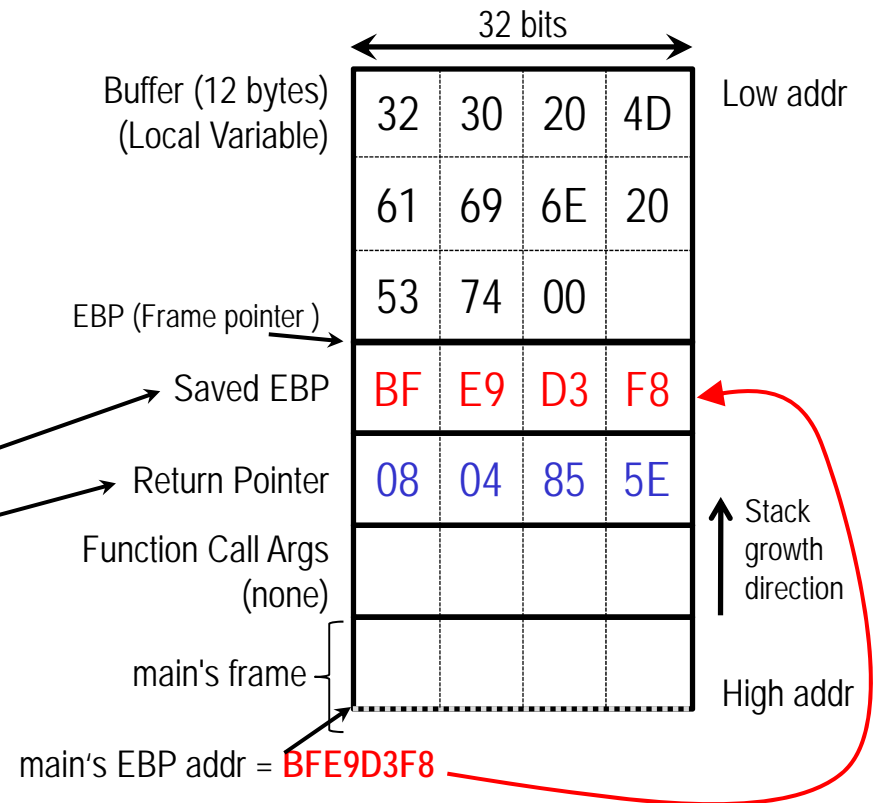 32 bits
Buffer (12 bytes)
(Local Variable)
32 30 20 4D
Low addr
61 69 6E 20
53 74 00
EBP (Frame pointer )
Saved EBP
BF E9 D3 F8
Return Pointer
08 04 85 5E
Function Call Args
(none)
Stack
growth
direction
main's frame
High addr
main‘s EBP addr = BFE9D3F8